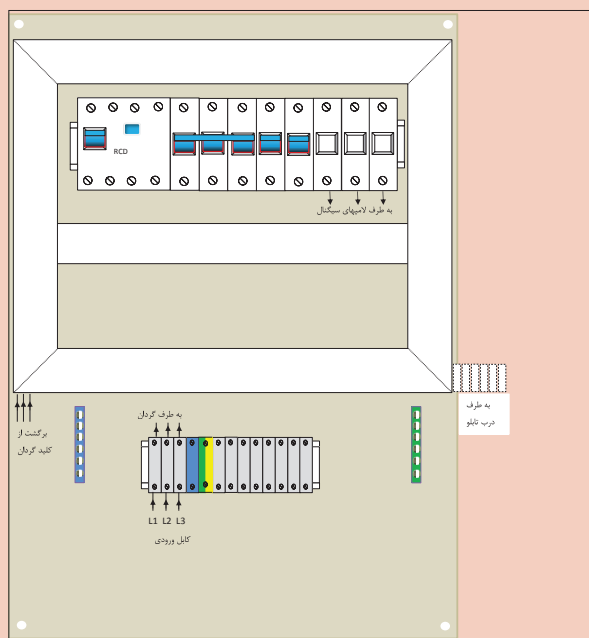 RCD
به طرف لامپهای سیگنال
به طرف
درب تابلو
به طرف گردان
برگشت از
کلید گردان
L1 L2 L3
کابل ورودی